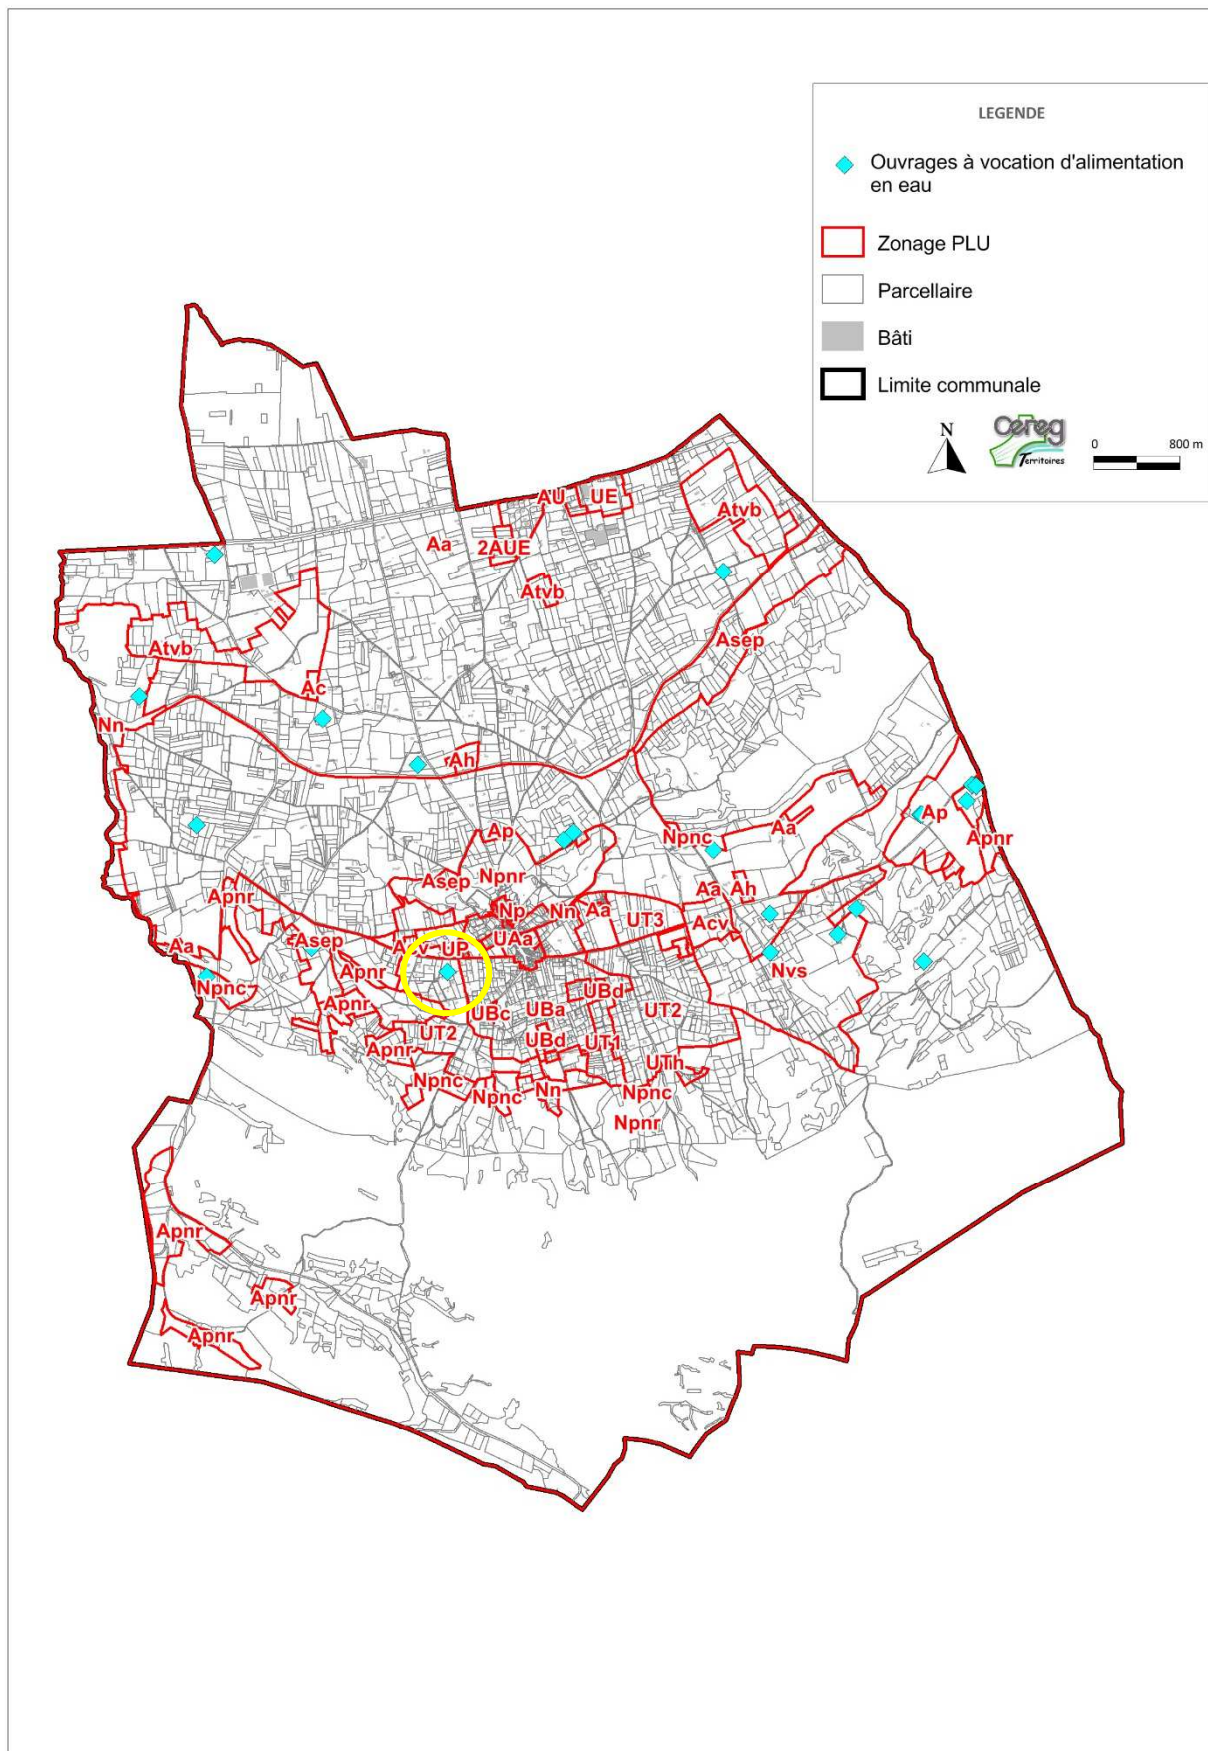 LEGENDE
Ouvrages à vocation d'alimentation
en eau
Zonage PLU
Parcellaire
Bâti
Limite communale
N
Cereg
Territoires
0 800 m
AU UE
Atvb
Aa
2AUE
Atvb
Asep
Atvb
Ac
Nn
Ah
Ap
Aa
Npnc
Ap
Apnr
Npnr
Asep
Apnr
Aa Ah
Np
Nn
Aa
UT3
Acv
Asep
Aa
UP
UAa
Apnr
Nvs
Npnc
UBd
Apnr
UBc
UBa
UT2
UT2
UBd
UT1
Apnr
UTh
Npnc
Nn
Npnc
Npnc
Npnr
Apnr
Apnr
Apnr